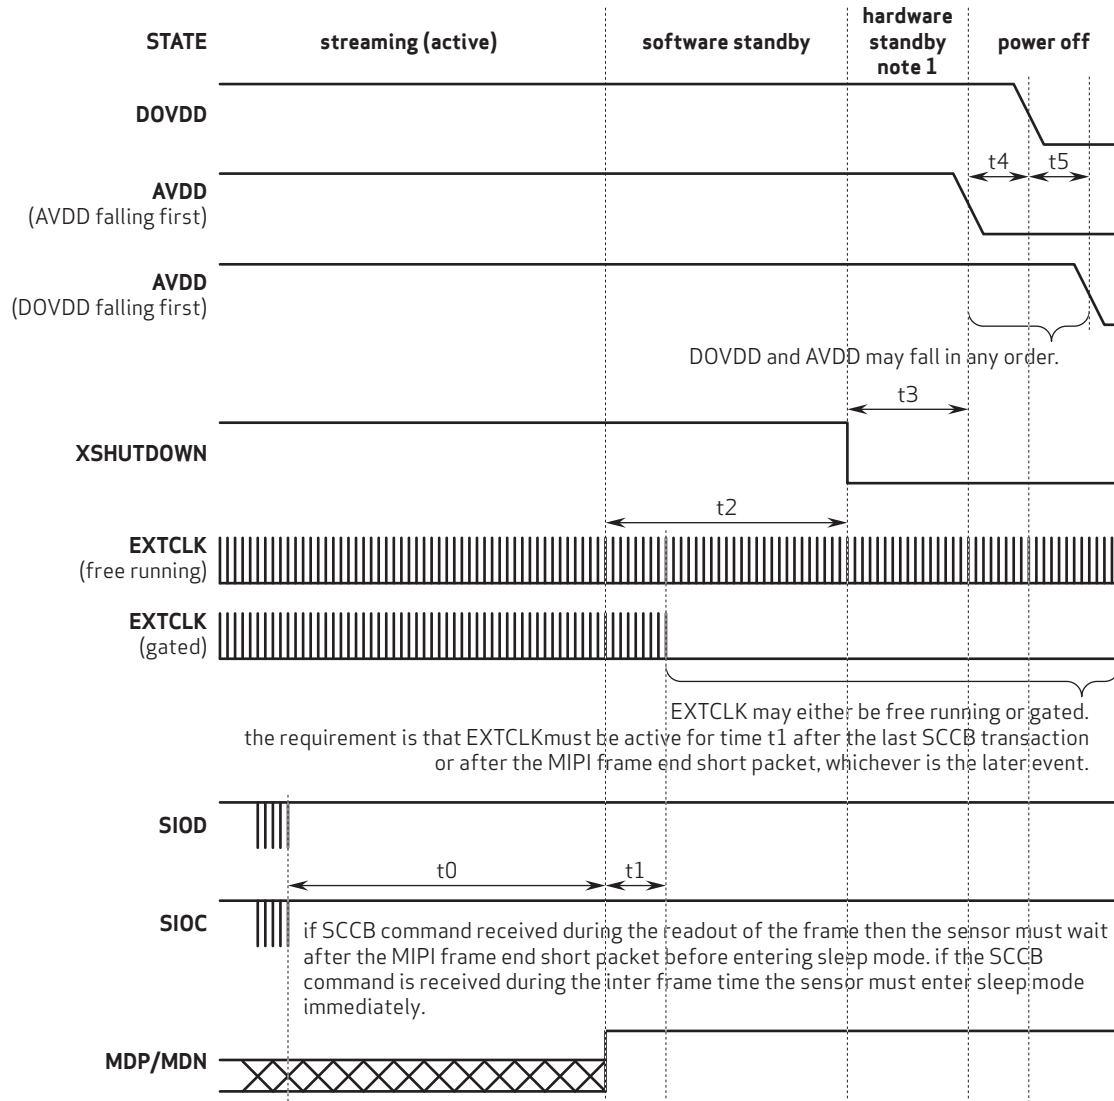 STATE
streaming (active)
software standby
hardware
standby
note 1
power off
DOVDD
t4
t5
AVDD
(AVDD falling first)
AVDD
(DOVDD falling first)
DOVDD and AVDD may fall in any order.
t3
XSHUTDOWN
t2
EXTCLK
(free running)
EXTCLK
(gated)
EXTCLK may either be free running or gated.
the requirement is that EXTCLKmust be active for time t1 after the last SCCB transaction
or after the MIPI frame end short packet, whichever is the later event.
SIOD
t0
t1
SIOC
if SCCB command received during the readout of the frame then the sensor must wait
after the MIPI frame end short packet before entering sleep mode. if the SCCB
command is received during the inter frame time the sensor must enter sleep mode
immediately.
MDP/MDN